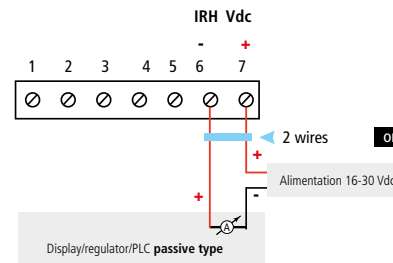 IRH Vdc
- +
1 2 3 4 5 6 7
2 wires
+
Alimentation 16-30 Vdc
+ -
A
Display/regulator/PLC passive type